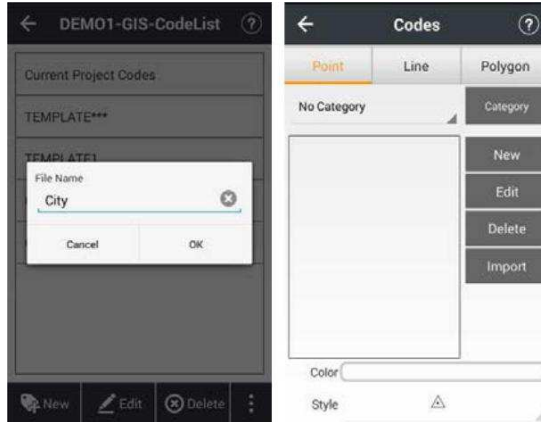 DEMO1-GIS-CodeList
Current Project Codes
TEMPLATE***
TEMPLATE1
File Name
City
Cancel
OK
New
Edit
Delete
Codes
Point
Line
Polygon
No Category
Category
New
Edit
Delete
Import
Color
Style